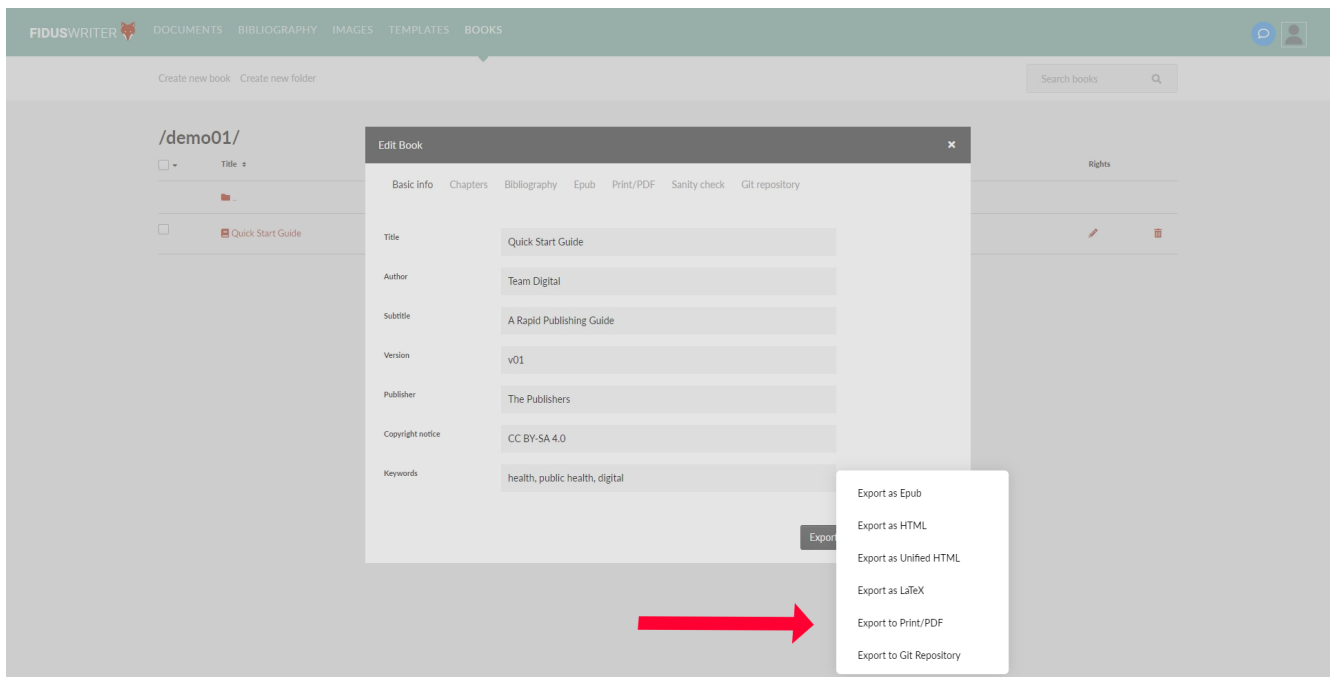 FIDUSWRITER DOCUMENTS BIBLIOGRAPHY IMAGES TEMPLATES BOOKS
Create new book Create new folder Search books
/demo01/
Edit Book
Title Rights
Basic info Chapters Bibliography Epub Print/PDF Sanity check Git repository
..
Quick Start Guide
Title Quick Start Guide
Author Team Digital
Subtitle A Rapid Publishing Guide
Version v01
Publisher The Publishers
Copyright notice CC BY-SA 4.0
Keywords health, public health, digital
Export as Epub
Export as HTML
Export
Export as Unified HTML
Export as LaTeX
Export to Print/PDF
Export to Git Repository